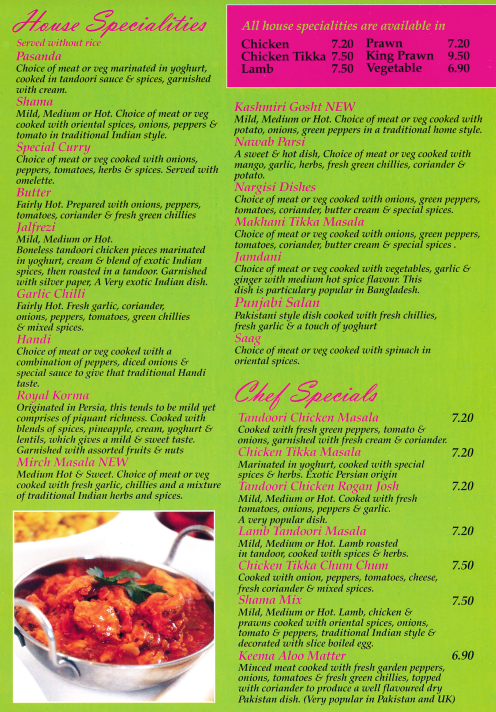 House Specialities
Served without rice
Pasanda
Choice of meat or veg marinated in yoghurt,
cooked in tandoori sauce & spices, garnished
with cream.
Shama
Mild, Medium or Hot. Choice of meat or veg
cooked with oriental spices, onions, peppers &
tomato in traditional Indian style.
Special Curry
Choice of meat or veg cooked with onions,
peppers, tomatoes, herbs & spices. Served with
omelette.
Butter
Fairly Hot. Prepared with onions, peppers,
tomatoes, coriander & fresh green chillies
Jalfrezi
Mild, Medium or Hot.
Boneless tandoori chicken pieces marinated
in yoghurt, cream & blend of exotic Indian
spices, then roasted in a tandoor. Garnished
with silver paper, A Very exotic Indian dish.
Garlic Chilli
Fairly Hot. Fresh garlic, coriander,
onions, peppers, tomatoes, green chillies
& mixed spices.
Handi
Choice of meat or veg cooked with a
combination of peppers, diced onions &
special sauce to give that traditional Handi
taste.
Royal Korma
Originated in Persia, this tends to be mild yet
comprises of piquant richness. Cooked with
blends of spices, pineapple, cream, yoghurt &
lentils, which gives a mild & sweet taste.
Garnished with assorted fruits & nuts
Mirch Masala NEW
Medium Hot & Sweet. Choice of meat or veg
cooked with fresh garlic, chillies and a mixture
of traditional Indian herbs and spices.
All house specialities are available in
Chicken 7.20 Prawn 7.20
Chicken Tikka 7.50 King Prawn 9.50
Lamb 7.50 Vegetable 6.90
Kashmiri Gosht NEW
Mild, Medium or Hot. Choice of meat or veg cooked with
potato, onions, green peppers in a traditional home style.
Nawab Parsi
A sweet & hot dish, Choice of meat or veg cooked with
mango, garlic, herbs, fresh green chillies, coriander &
potato.
Nargisi Dishes
Choice of meat or veg cooked with onions, green peppers,
tomatoes, coriander, butter cream & special spices.
Makhani Tikka Masala
Choice of meat or veg cooked with onions, green peppers,
tomatoes, coriander, butter cream & special spices .
Jamdani
Choice of meat or veg cooked with vegetables, garlic &
ginger with medium hot spice flavour. This
dish is particulary popular in Bangladesh.
Punjabi Salan
Pakistani style dish cooked with fresh chillies,
fresh garlic & a touch of yoghurt
Saag
Choice of meat or veg cooked with spinach in
oriental spices.
Chef Specials
Tandoori Chicken Masala 7.20
Cooked with fresh green peppers, tomato &
onions, garnished with fresh cream & coriander.
Chicken Tikka Masala 7.20
Marinated in yoghurt, cooked with special
spices & herbs. Exotic Persian origin
Tandoori Chicken Rogan Josh 7.20
Mild, Medium or Hot. Cooked with fresh
tomatoes, onions, peppers & garlic.
A very popular dish.
Lamb Tandoori Masala 7.20
Mild, Medium or Hot. Lamb roasted
in tandoor, cooked with spices & herbs.
Chicken Tikka Chum Chum 7.50
Cooked with onion, peppers, tomatoes, cheese,
fresh coriander & mixed spices.
Shama Mix 7.50
Mild, Medium or Hot. Lamb, chicken &
prawns cooked with oriental spices, onions,
tomato & peppers, traditional Indian style &
decorated with slice boiled egg.
Keema Aloo Matter 6.90
Minced meat cooked with fresh garden peppers,
onions, tomatoes & fresh green chillies, topped
with coriander to produce a well flavoured dry
Pakistan dish. (Very popular in Pakistan and UK)